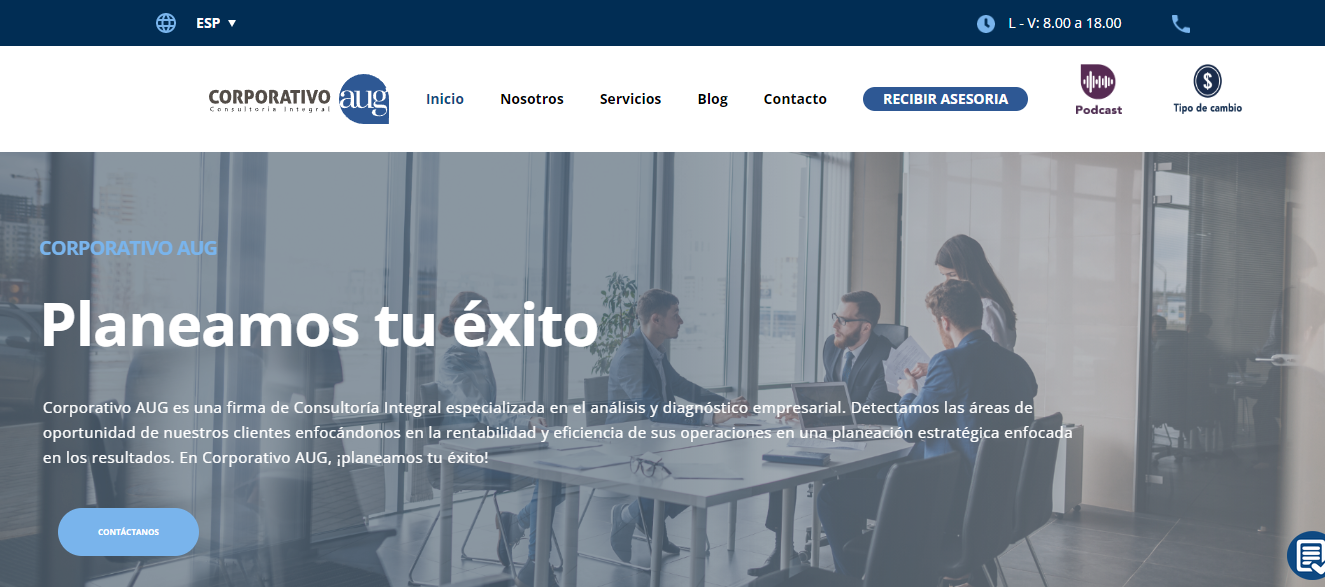 ESP
L - V: 8.00 a 18.00
CORPORATIVO
Consultoría Integral
aug
Inicio
Nosotros
Servicios
Blog
Contacto
RECIBIR ASESORIA
Podcast
$
Tipo de cambio
CORPORATIVO AUG
Planeamos tu éxito
Corporativo AUG es una firma de Consultoría Integral especializada en el análisis y diagnóstico empresarial. Detectamos las áreas de
oportunidad de nuestros clientes enfocándonos en la rentabilidad y eficiencia de sus operaciones en una planeación estratégica enfocada
en los resultados. En Corporativo AUG, ¡planeamos tu éxito!
CONTÁCTANOS